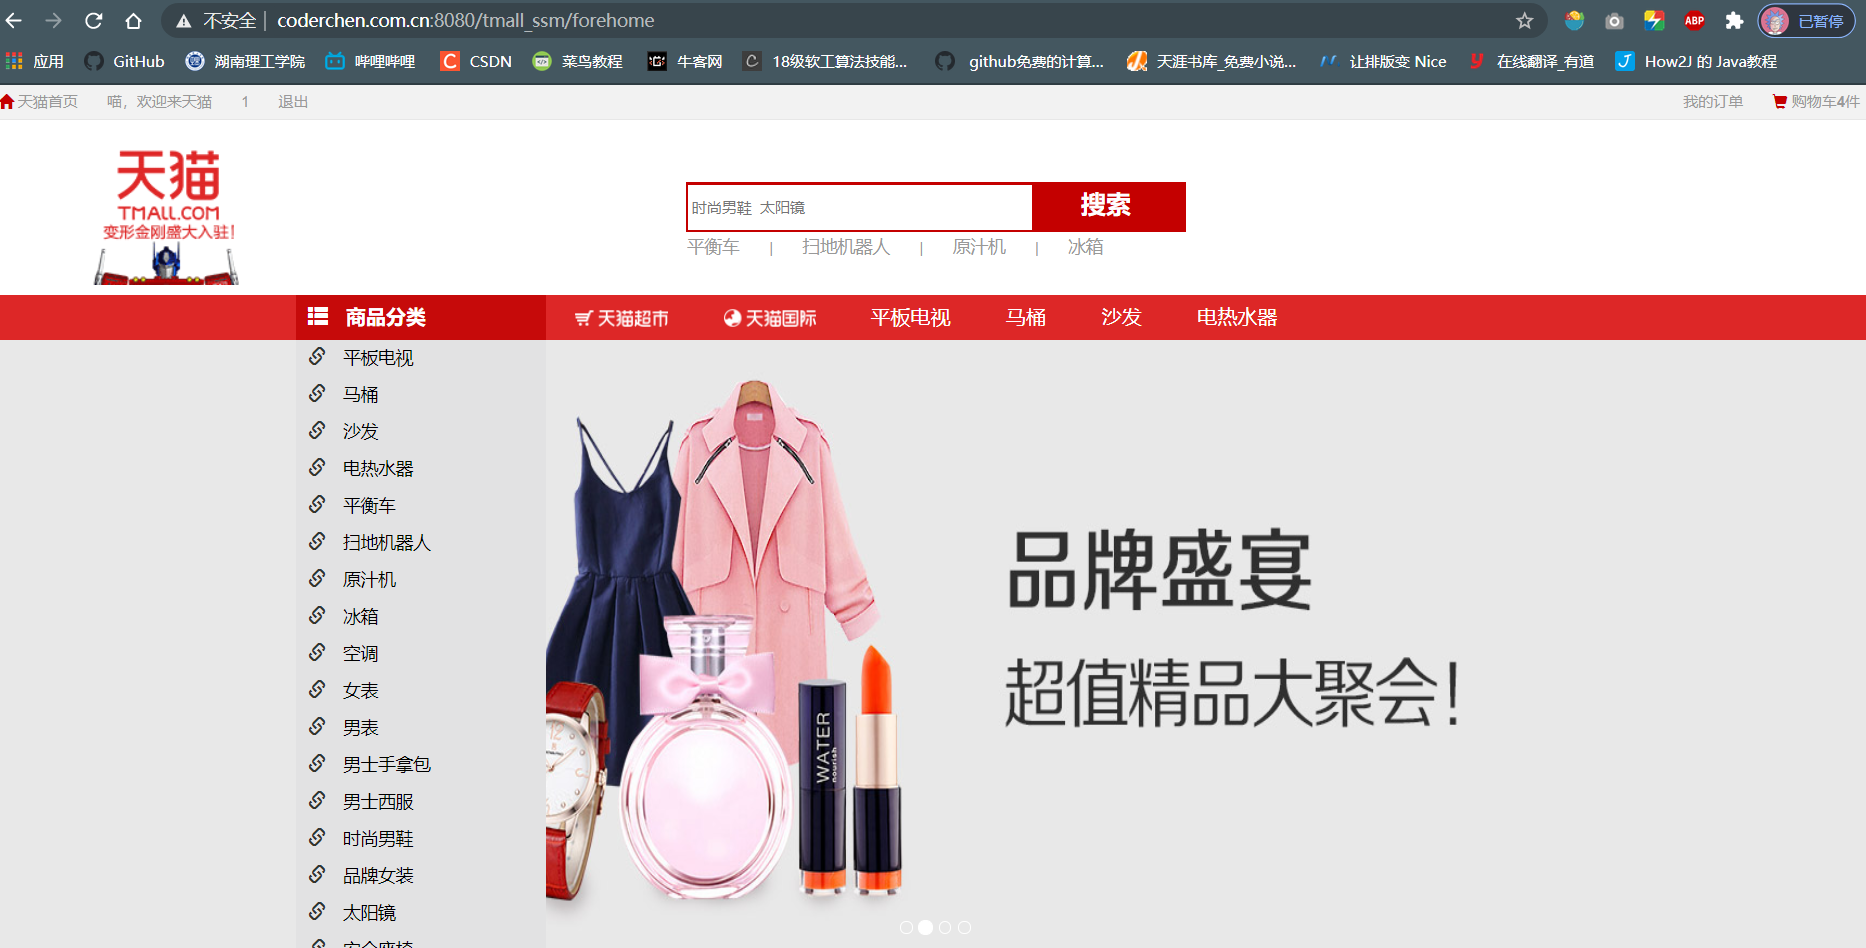 不安全 | coderchen.com.cn:8080/tmall_ssm/forehome
ABP
已暂停
应用 GitHub 湖南理工学院 哔哩哔哩 CSDN 菜鸟教程 牛客网 18级软工算法技能... github免费的计算... 天涯书库_免费小说... 让排版变 Nice 在线翻译_有道 How2J 的 Java教程
天猫首页 喵，欢迎来天猫 1 退出 我的订单 购物车4件
天猫
TMALL.COM
变形金刚盛大入驻!
时尚男鞋 太阳镜 搜索
平衡车 | 扫地机器人 | 原汁机 | 冰箱
商品分类 天猫超市 天猫国际 平板电视 马桶 沙发 电热水器
平板电视
马桶
沙发
电热水器
平衡车
扫地机器人
原汁机
冰箱
空调
女表
男表
男士手拿包
男士西服
时尚男鞋
品牌女装
太阳镜
安全座椅
品牌盛宴
超值精品大聚会!
WATER
nourish